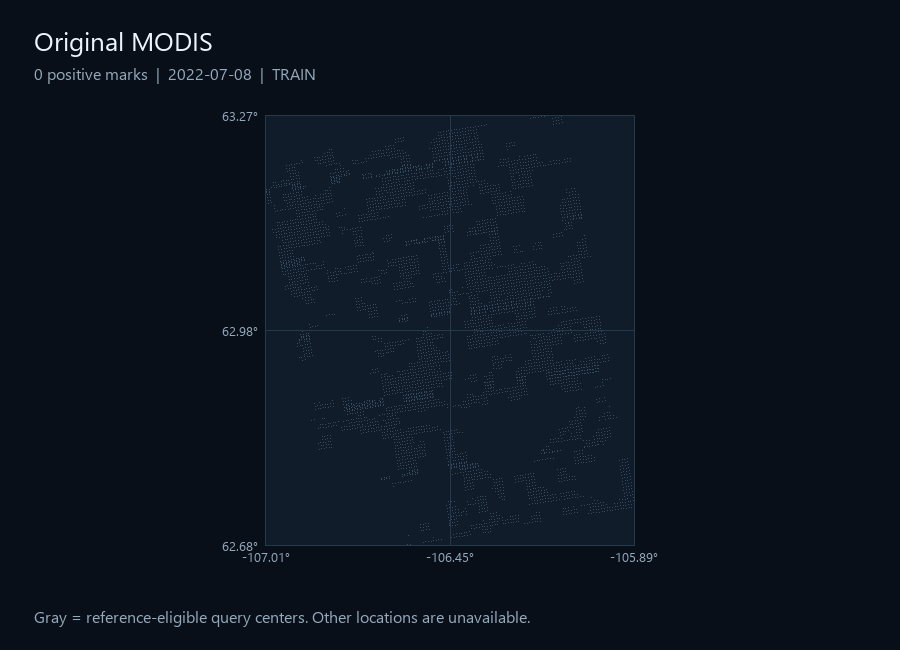 Original MODIS
0 positive marks | 2022-07-08 | TRAIN
63.27°
62.98°
62.68°
-107.01° -106.45° -105.89°
Gray = reference-eligible query centers. Other locations are unavailable.